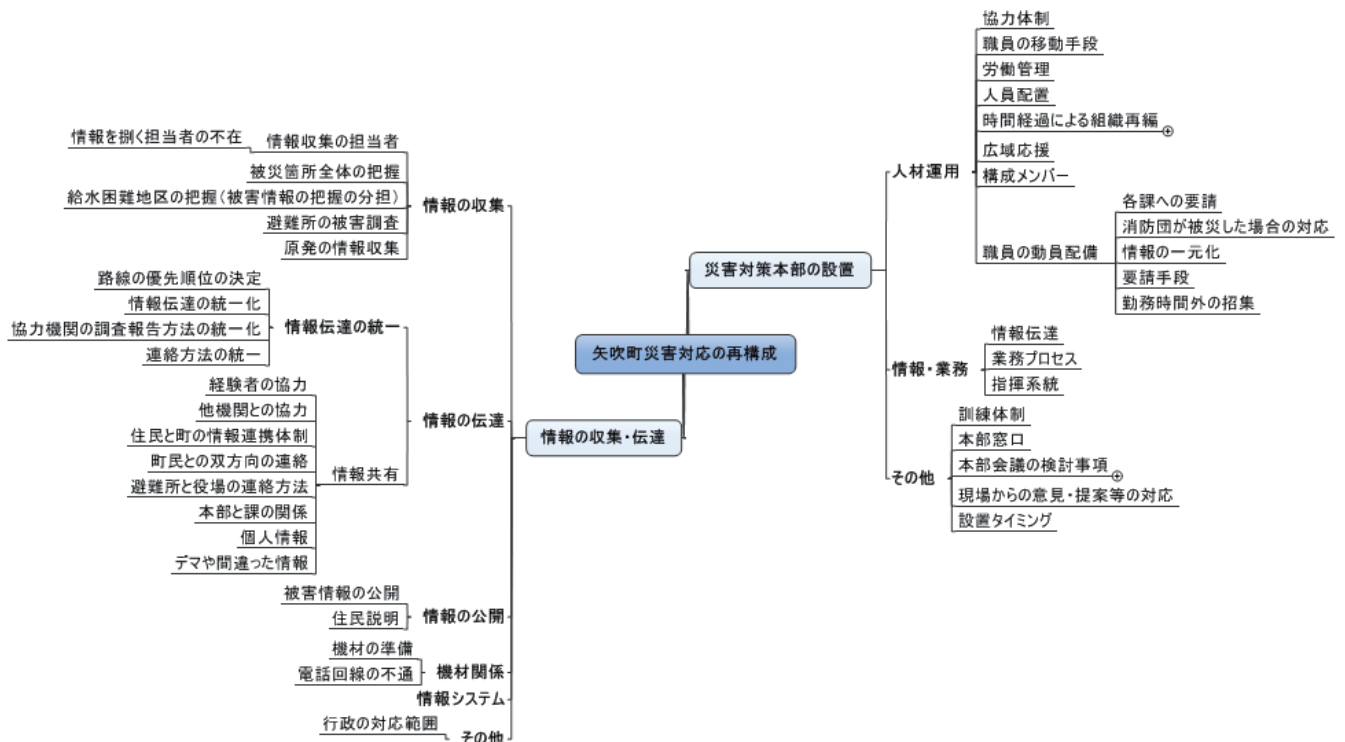 矢吹町災害対応の再構成
災害対策本部の設置
人材運用
協力体制
職員の移動手段
労働管理
人員配置
時間経過による組織再編
広域応援
構成メンバー
職員の動員配備
各課への要請
消防団が被災した場合の対応
情報の一元化
要請手段
勤務時間外の招集
情報・業務
情報伝達
業務プロセス
指揮系統
その他
訓練体制
本部窓口
本部会議の検討事項
現場からの意見・提案等の対応
設置タイミング
情報の収集・伝達
情報の収集
情報収集の担当者
情報を捌く担当者の不在
被災箇所全体の把握
給水困難地区の把握(被害情報の把握の分担)
避難所の被害調査
原発の情報収集
情報の伝達
情報伝達の統一
路線の優先順位の決定
情報伝達の統一化
協力機関の調査報告方法の統一化
連絡方法の統一
情報共有
経験者の協力
他機関との協力
住民と町の情報連携体制
町民との双方向の連絡
避難所と役場の連絡方法
本部と課の関係
個人情報
デマや間違った情報
情報の公開
被害情報の公開
住民説明
機材関係
機材の準備
電話回線の不通
情報システム
その他
行政の対応範囲